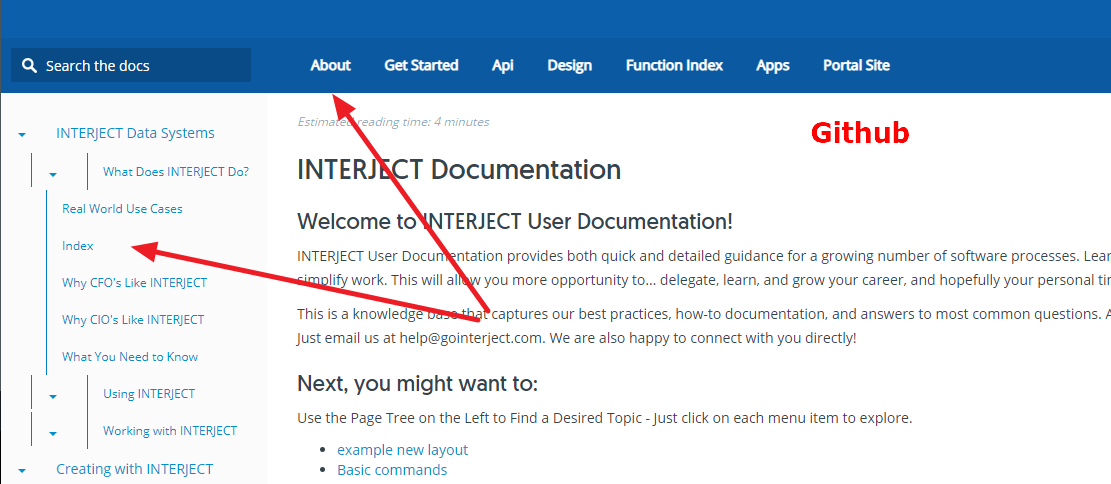 Search the docs
About
Get Started
Api
Design
Function Index
Apps
Portal Site
INTERJECT Data Systems
What Does INTERJECT Do?
Real World Use Cases
Index
Why CFO's Like INTERJECT
Why CIO's Like INTERJECT
What You Need to Know
Using INTERJECT
Working with INTERJECT
Creating with INTERJECT
Estimated reading time: 4 minutes
Github
INTERJECT Documentation
Welcome to INTERJECT User Documentation!
INTERJECT User Documentation provides both quick and detailed guidance for a growing number of software processes. Lear
simplify work. This will allow you more opportunity to... delegate, learn, and grow your career, and hopefully your personal tir
This is a knowledge base that captures our best practices, how-to documentation, and answers to most common questions. A
Just email us at help@gointerject.com. We are also happy to connect with you directly!
Next, you might want to:
Use the Page Tree on the Left to Find a Desired Topic - Just click on each menu item to explore.
example new layout
Basic commands